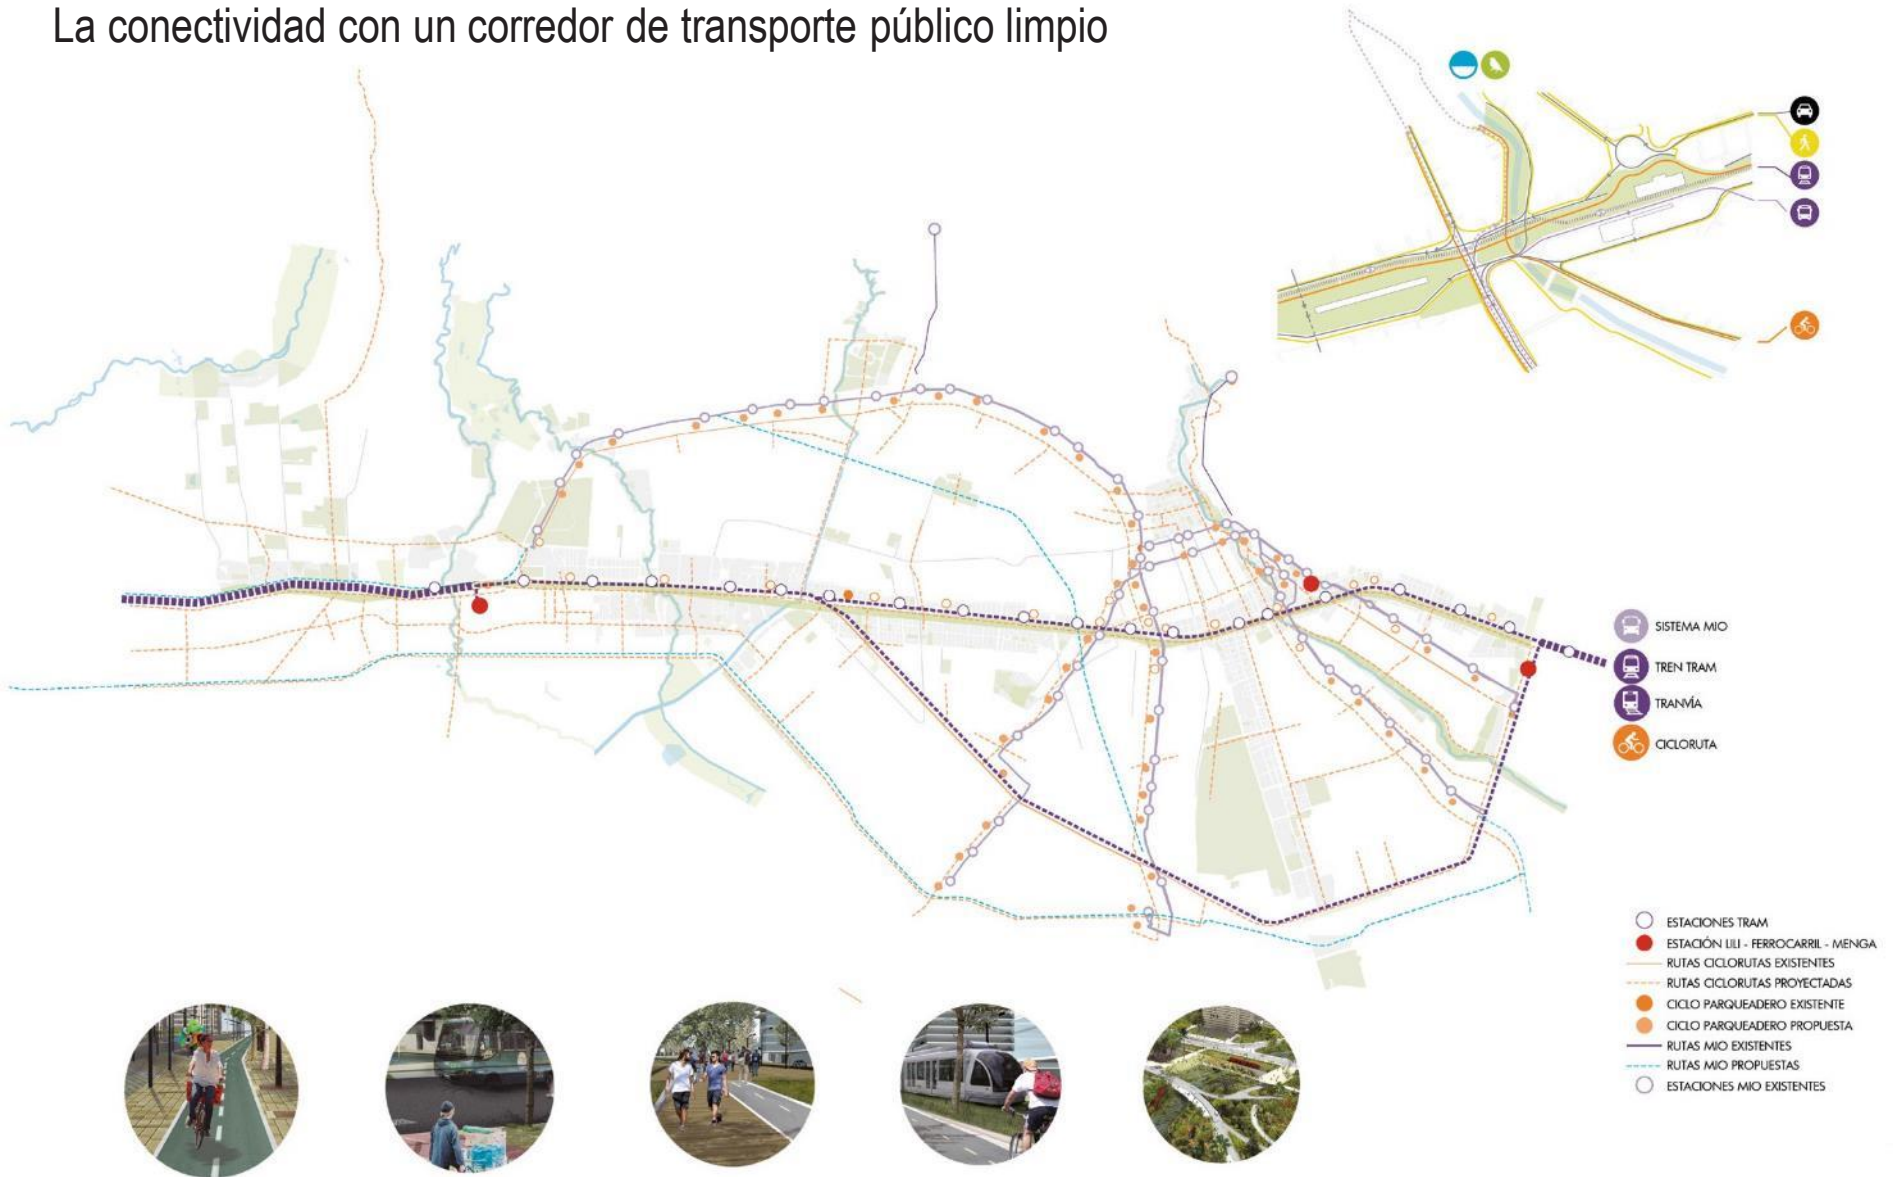 La conectividad con un corredor de transporte público limpio
SISTEMA MIO
TREN TRAM
TRANVÍA
CICLORUTA
ESTACIONES TRAM
ESTACIÓN LILI - FERROCARRIL - MENGA
RUTAS CICLORUTAS EXISTENTES
RUTAS CICLORUTAS PROYECTADAS
CICLO PARQUEADERO EXISTENTE
CICLO PARQUEADERO PROPUESTA
RUTAS MIO EXISTENTES
RUTAS MIO PROPUESTAS
ESTACIONES MIO EXISTENTES